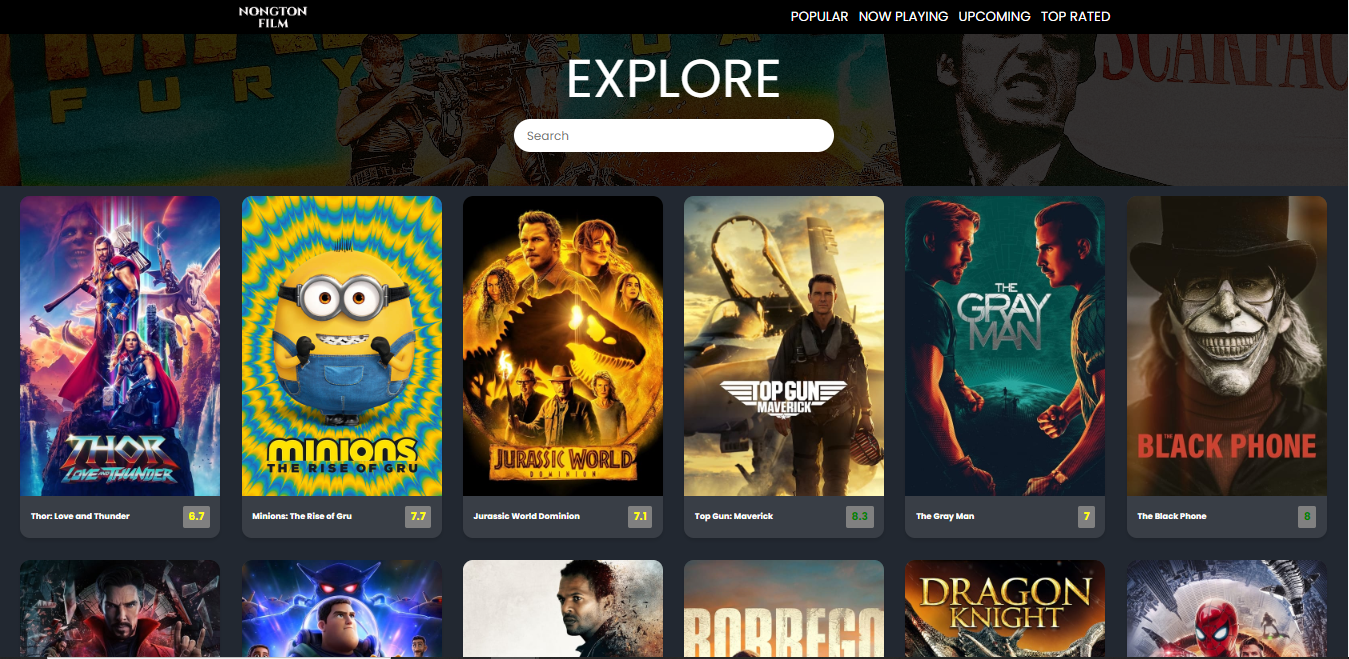 NONGTON
FILM
POPULAR NOW PLAYING UPCOMING TOP RATED
FURY
SCARFAC
EXPLORE
Search
THOR
LOVE AND THUNDER
minions
THE RISE OF GRU
JURASSIC WORLD
DOMINION
TOP GUN
MAVERICK
THE
GRAY
MAN
THE
BLACK PHONE
Thor: Love and Thunder 6.7
Minions: The Rise of Gru 7.7
Jurassic World Dominion 7.1
Top Gun: Maverick 8.3
The Gray Man 7
The Black Phone 8
BORREGO
DRAGON
KNIGHT